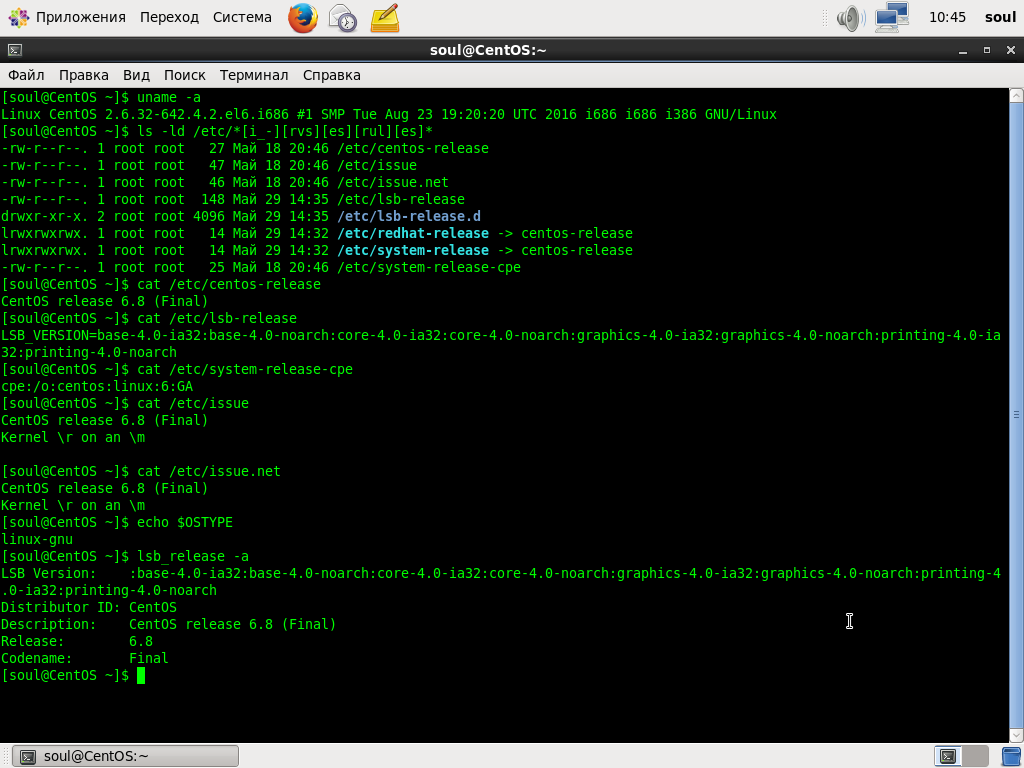 Приложения Переход Система 10:45 soul
soul@CentOS:~
Файл Правка Вид Поиск Терминал Справка
[soul@CentOS ~]$ uname -a
Linux CentOS 2.6.32-642.4.2.el6.i686 #1 SMP Tue Aug 23 19:20:20 UTC 2016 i686 i686 i386 GNU/Linux
[soul@CentOS ~]$ ls -ld /etc/*[i_-][rvs][es][rul][es]*
-rw-r--r--. 1 root root   27 Май 18 20:46 /etc/centos-release
-rw-r--r--. 1 root root   47 Май 18 20:46 /etc/issue
-rw-r--r--. 1 root root   46 Май 18 20:46 /etc/issue.net
-rw-r--r--. 1 root root  148 Май 29 14:35 /etc/lsb-release
drwxr-xr-x. 2 root root 4096 Май 29 14:35 /etc/lsb-release.d
lrwxrwxrwx. 1 root root   14 Май 29 14:32 /etc/redhat-release -> centos-release
lrwxrwxrwx. 1 root root   14 Май 29 14:32 /etc/system-release -> centos-release
-rw-r--r--. 1 root root   25 Май 18 20:46 /etc/system-release-cpe
[soul@CentOS ~]$ cat /etc/centos-release
CentOS release 6.8 (Final)
[soul@CentOS ~]$ cat /etc/lsb-release
LSB_VERSION=base-4.0-ia32:base-4.0-noarch:core-4.0-ia32:core-4.0-noarch:graphics-4.0-ia32:graphics-4.0-noarch:printing-4.0-ia
32:printing-4.0-noarch
[soul@CentOS ~]$ cat /etc/system-release-cpe
cpe:/o:centos:linux:6:GA
[soul@CentOS ~]$ cat /etc/issue
CentOS release 6.8 (Final)
Kernel \r on an \m
[soul@CentOS ~]$ cat /etc/issue.net
CentOS release 6.8 (Final)
Kernel \r on an \m
[soul@CentOS ~]$ echo $OSTYPE
linux-gnu
[soul@CentOS ~]$ lsb_release -a
LSB Version:    :base-4.0-ia32:base-4.0-noarch:core-4.0-ia32:core-4.0-noarch:graphics-4.0-ia32:graphics-4.0-noarch:printing-4
.0-ia32:printing-4.0-noarch
Distributor ID: CentOS
Description:    CentOS release 6.8 (Final)
Release:        6.8
Codename:       Final
[soul@CentOS ~]$
soul@CentOS:~